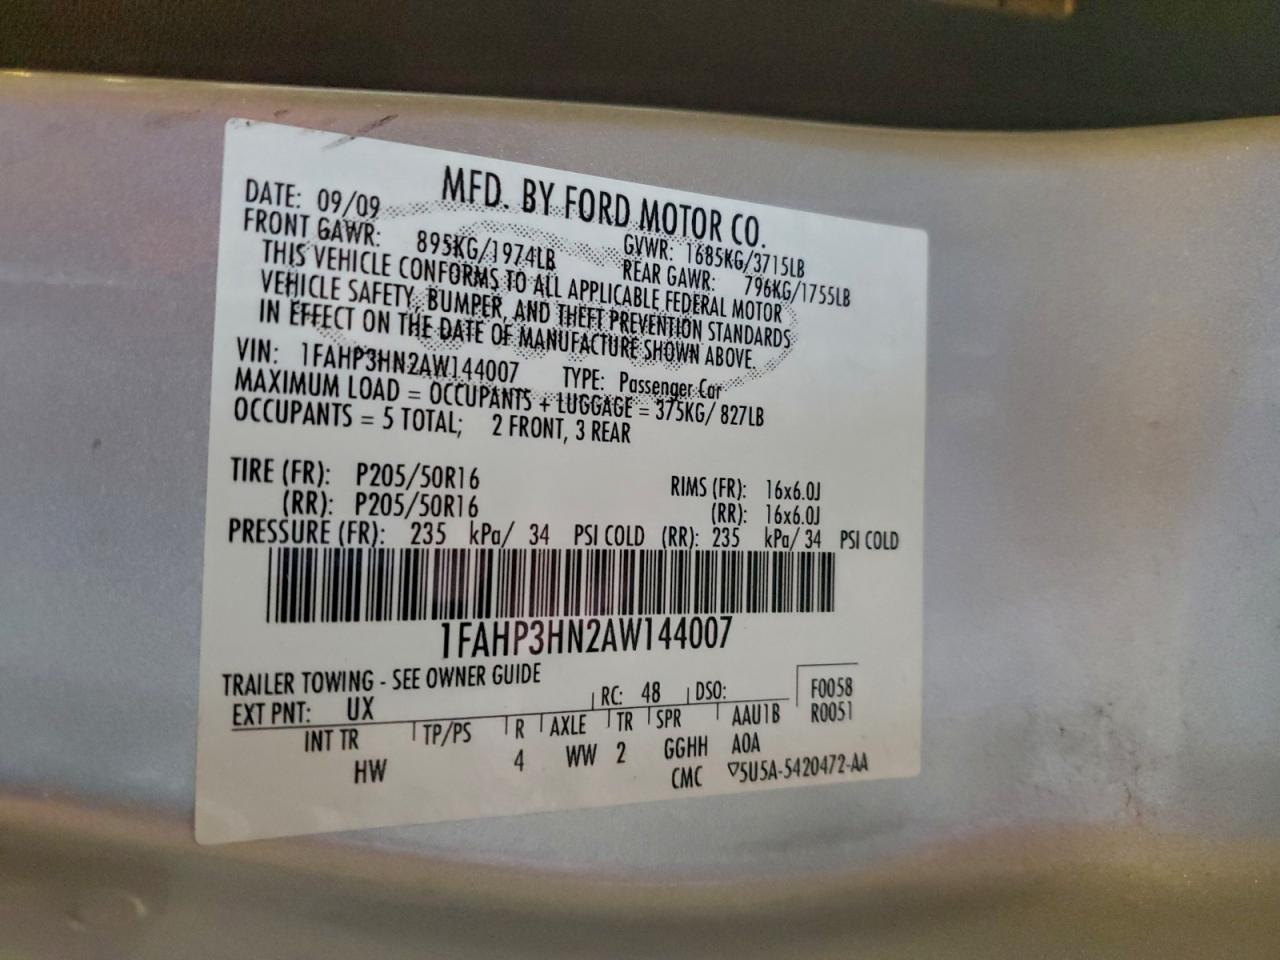 MFD. BY FORD MOTOR CO.
DATE: 09/09 GVWR: 1685KG/3715LB
FRONT GAWR: 895KG/1974LB REAR GAWR: 796KG/1755LB
THIS VEHICLE CONFORMS TO ALL APPLICABLE FEDERAL MOTOR
VEHICLE SAFETY, BUMPER, AND THEFT PREVENTION STANDARDS
IN EFFECT ON THE DATE OF MANUFACTURE SHOWN ABOVE.
VIN: 1FAHP3HN2AW144007 TYPE: Passenger Car
MAXIMUM LOAD = OCCUPANTS + LUGGAGE = 375KG/ 827LB
OCCUPANTS = 5 TOTAL; 2 FRONT, 3 REAR
TIRE (FR): P205/50R16 RIMS (FR): 16x6.0J
(RR): P205/50R16 (RR): 16x6.0J
PRESSURE (FR): 235 kPa/ 34 PSI COLD (RR): 235 kPa/ 34 PSI COLD
1FAHP3HN2AW144007
TRAILER TOWING - SEE OWNER GUIDE
EXT PNT: UX RC: 48 DSO: F0058
INT TR TP/PS R AXLE TR SPR AAU1B R0051
HW 4 WW 2 GGHH A0A
CMC ▽5U5A-5420472-AA